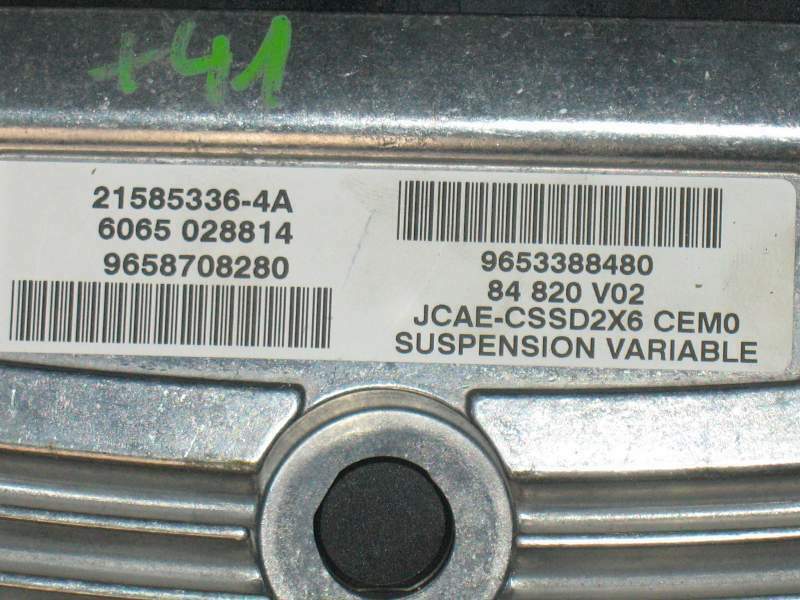 +41
21585336-4A
6065 028814
9658708280
9653388480
84 820 V02
JCAE-CSSD2X6 CEM0
SUSPENSION VARIABLE